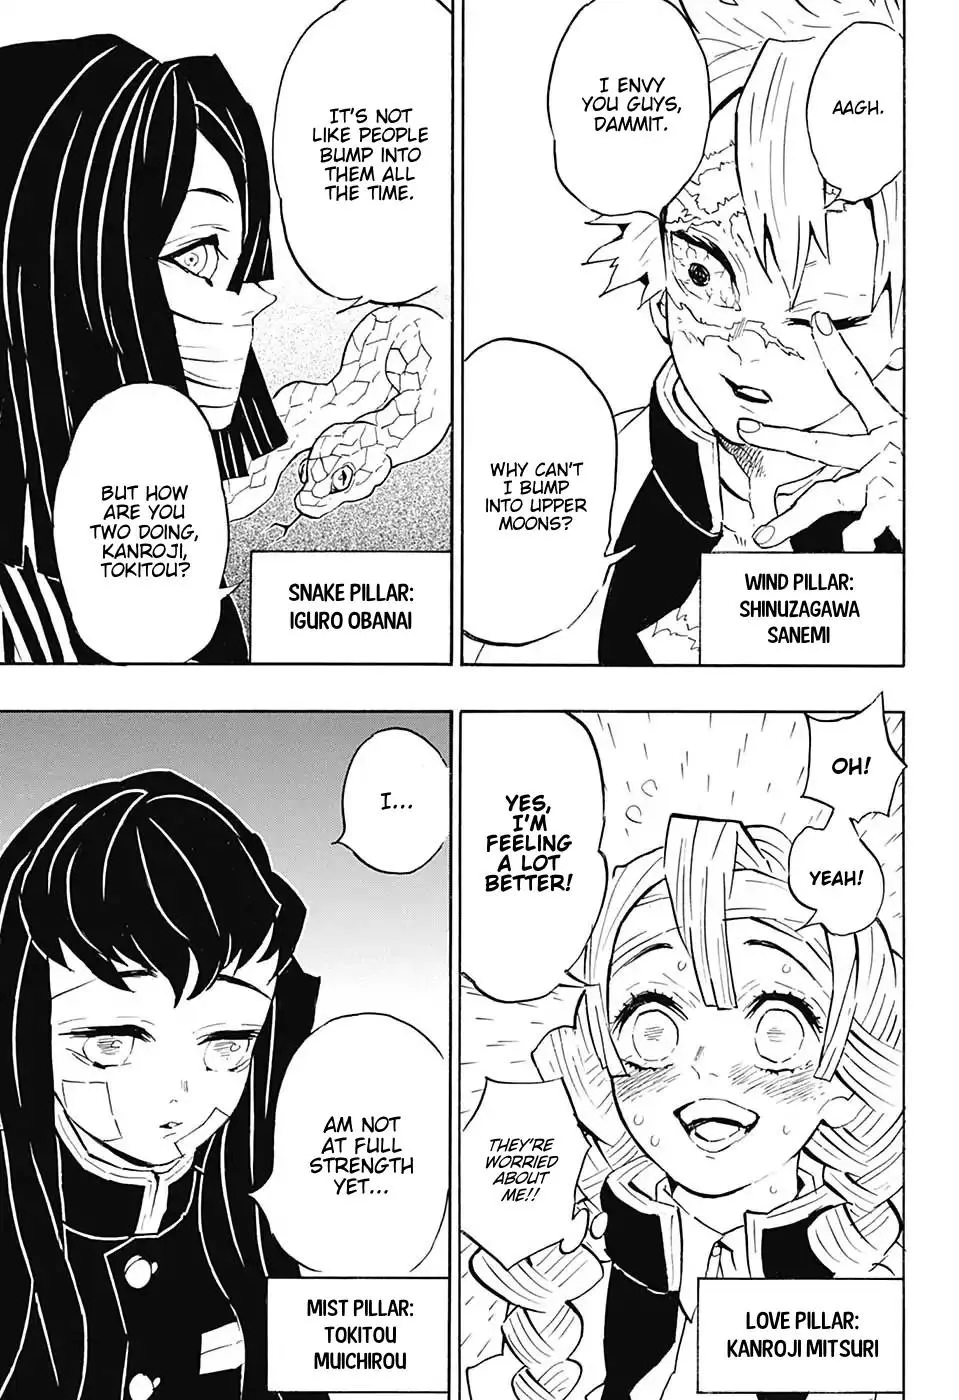 AAGH.
I ENVY
YOU GUYS,
DAMMIT.
WHY CAN'T
I BUMP
INTO UPPER
MOONS?
WIND PILLAR:
SHINUZAGAWA
SANEMI
IT'S NOT
LIKE PEOPLE
BUMP INTO
THEM ALL
THE TIME.
BUT HOW
ARE YOU
TWO DOING,
KANROJI,
TOKITOU?
SNAKE PILLAR:
IGURO OBANAI
OH!
YEAH!
YES,
I'M
FEELING
A LOT
BETTER!
THEY'RE
WORRIED
ABOUT
ME!!
LOVE PILLAR:
KANROJI MITSURI
I...
AM NOT
AT FULL
STRENGTH
YET...
MIST PILLAR:
TOKITOU
MUICHIROU